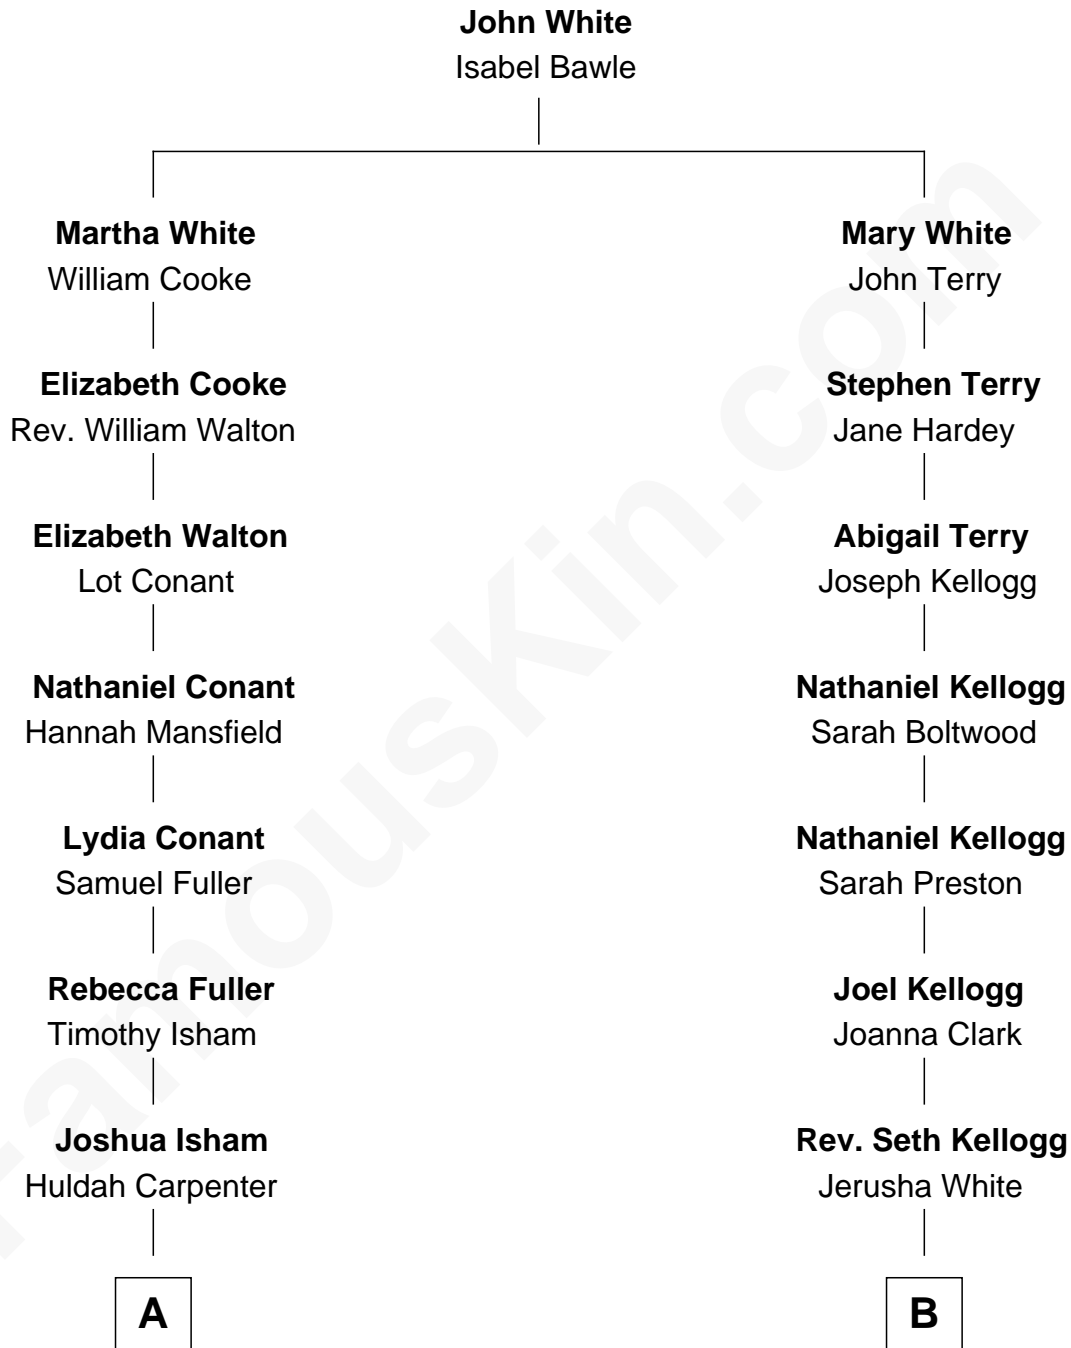 John White
Isabel Bawle
Martha White
William Cooke
Elizabeth Cooke
Rev. William Walton
Elizabeth Walton
Lot Conant
Nathaniel Conant
Hannah Mansfield
Lydia Conant
Samuel Fuller
Rebecca Fuller
Timothy Isham
Joshua Isham
Huldah Carpenter
A
Mary White
John Terry
Stephen Terry
Jane Hardey
Abigail Terry
Joseph Kellogg
Nathaniel Kellogg
Sarah Boltwood
Nathaniel Kellogg
Sarah Preston
Joel Kellogg
Joanna Clark
Rev. Seth Kellogg
Jerusha White
B
FamousKin.com